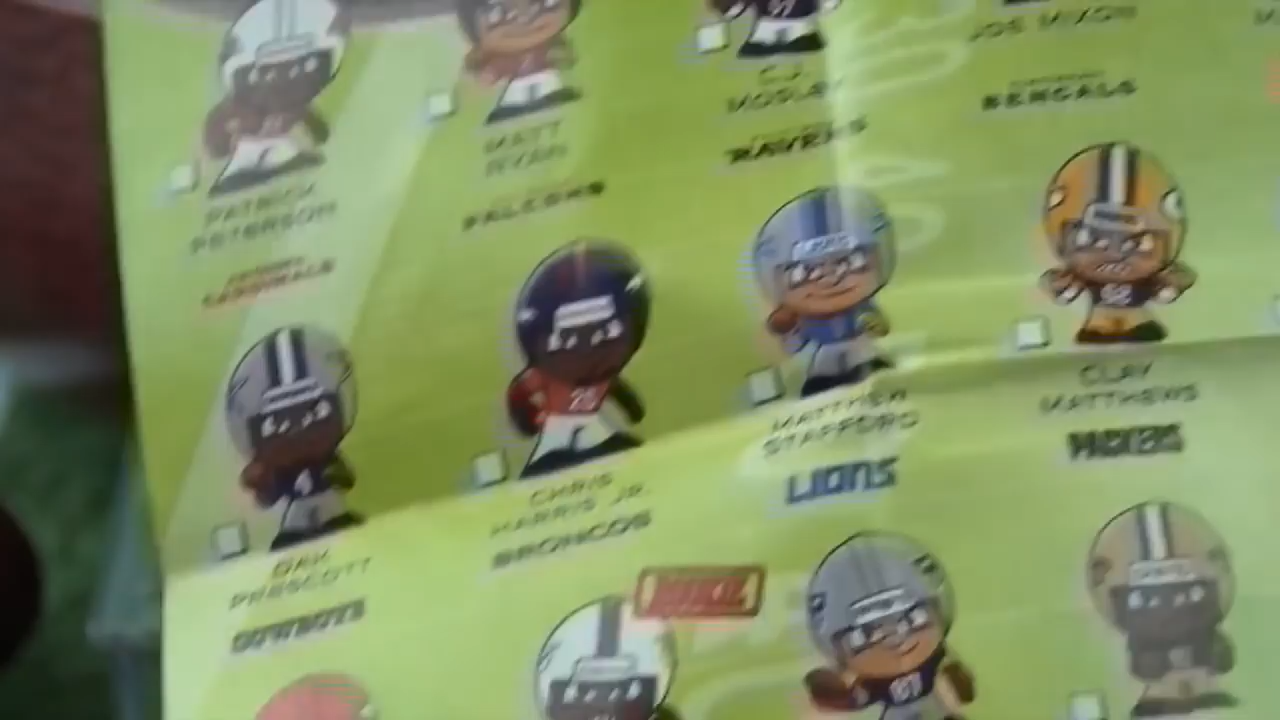 JOE MIXON
BENGALS
C.J.
MOSLEY
RAVENS
MATT
RYAN
FALCONS
PATRICK
PETERSON
CARDINALS
CLAY
MATTHEWS
PACKERS
MATTHEW
STAFFORD
LIONS
CHRIS
HARRIS JR.
BRONCOS
DAK
PRESCOTT
COWBOYS
ROOKIE